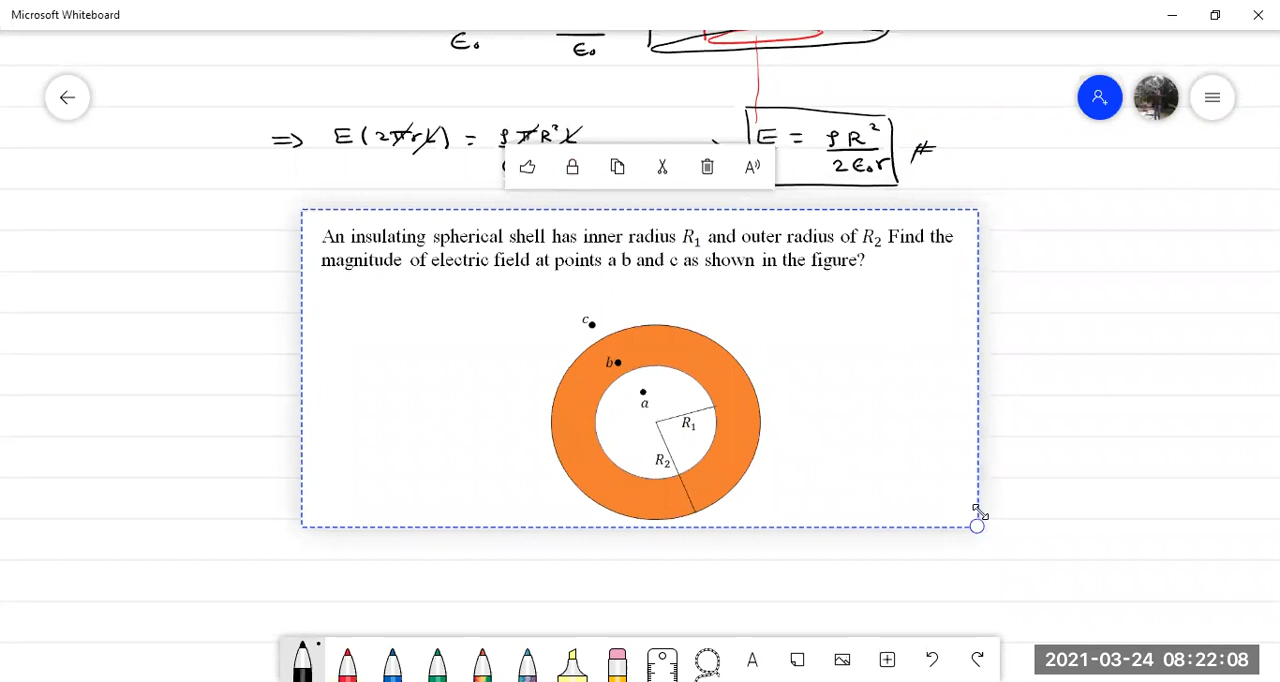 Microsoft Whiteboard
ε₀ ε₀
⇒ E(2πrL) = ρπR²L
E = ρR² / 2ε₀r
An insulating spherical shell has inner radius R₁ and outer radius of R₂ Find the
magnitude of electric field at points a b and c as shown in the figure?
c
b
a
R₁
R₂
A
2021-03-24 08:22:08